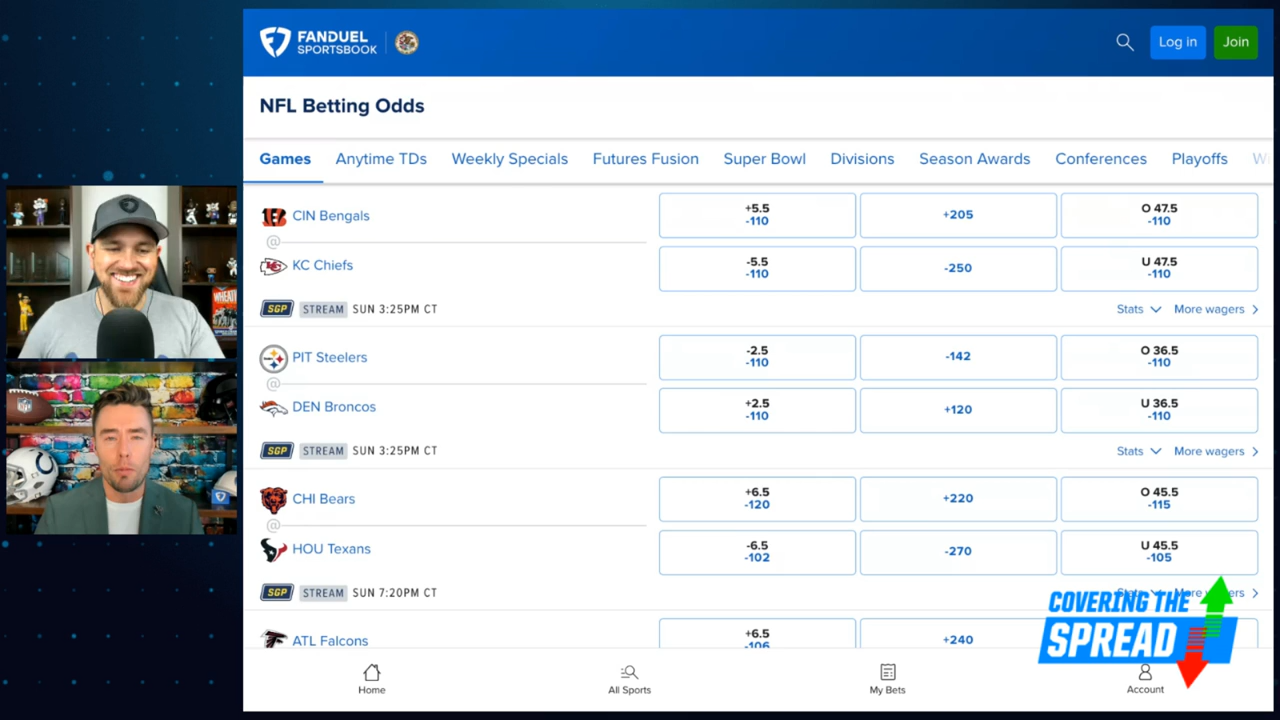 FANDUEL
SPORTSBOOK
Log in
Join
NFL Betting Odds
Games Anytime TDs Weekly Specials Futures Fusion Super Bowl Divisions Season Awards Conferences Playoffs
CIN Bengals
+5.5
-110
+205
O 47.5
-110
@
KC Chiefs
-5.5
-110
-250
U 47.5
-110
SGP STREAM SUN 3:25PM CT
Stats More wagers
PIT Steelers
-2.5
-110
-142
O 36.5
-110
@
DEN Broncos
+2.5
-110
+120
U 36.5
-110
SGP STREAM SUN 3:25PM CT
Stats More wagers
CHI Bears
+6.5
-120
+220
O 45.5
-115
@
HOU Texans
-6.5
-102
-270
U 45.5
-105
SGP STREAM SUN 7:20PM CT
ATL Falcons
+6.5
-106
+240
COVERING THE
SPREAD
Home
All Sports
My Bets
Account
WHEATIES
NFL